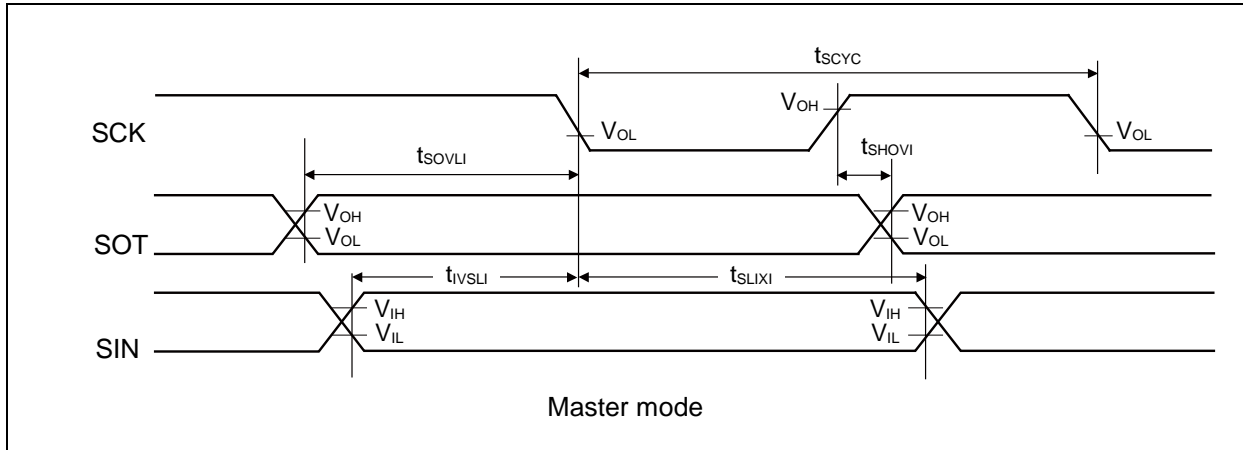 tSCYC
VOH
SCK
VOL
VOL
tSOVLI
tSHOVI
VOH
VOH
SOT
VOL
VOL
tIVSLI
tSLIXI
VIH
VIH
VIL
VIL
SIN
Master mode